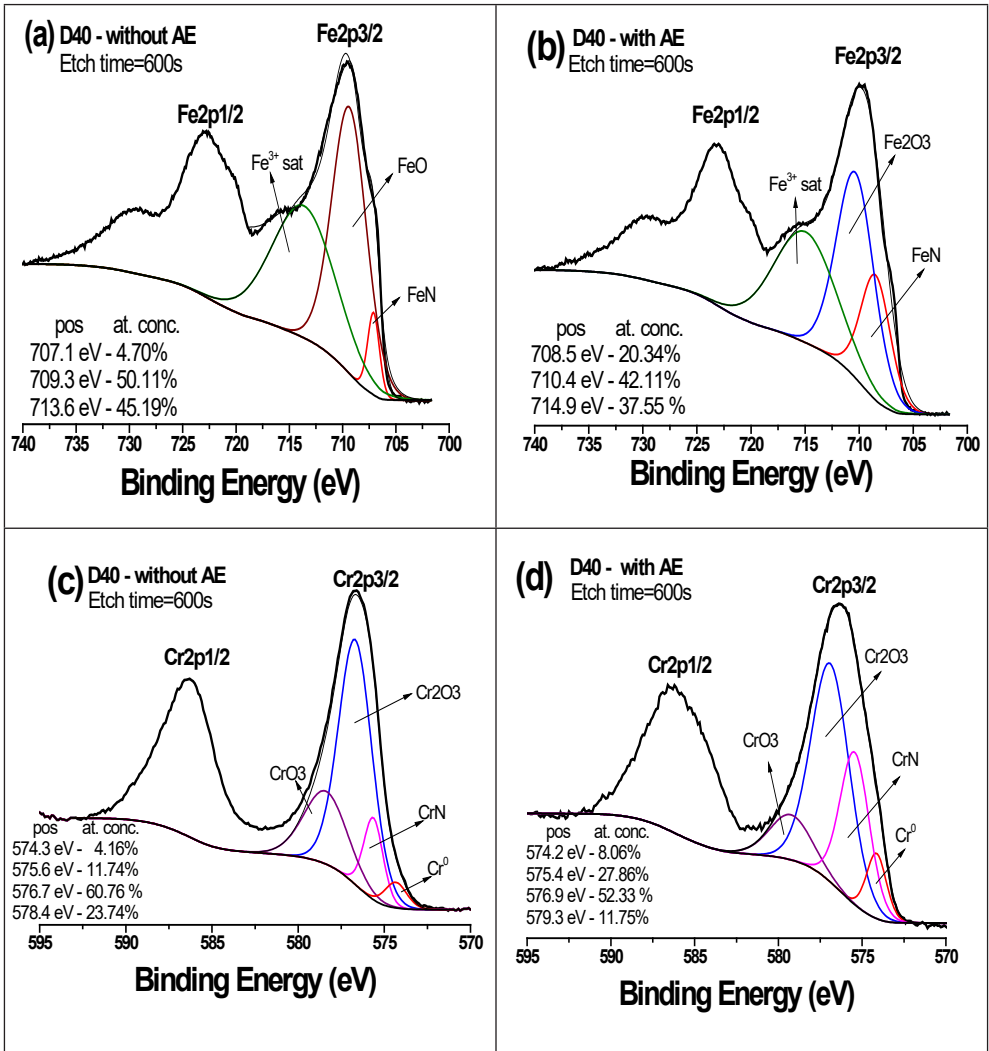 (a) D40 - without AE
Etch time=600s
Fe2p3/2
Fe2p1/2
Fe³⁺ sat
FeO
FeN
pos at. conc.
707.1 eV - 4.70%
709.3 eV - 50.11%
713.6 eV - 45.19%
740 735 730 725 720 715 710 705 700
Binding Energy (eV)
(b) D40 - with AE
Etch time=600s
Fe2p3/2
Fe2p1/2
Fe2O3
Fe³⁺ sat
FeN
pos at. conc.
708.5 eV - 20.34%
710.4 eV - 42.11%
714.9 eV - 37.55 %
740 735 730 725 720 715 710 705 700
Binding Energy (eV)
(c) D40 - without AE
Etch time=600s
Cr2p3/2
Cr2p1/2
Cr2O3
CrO3
CrN
Cr⁰
pos at. conc.
574.3 eV - 4.16%
575.6 eV - 11.74%
576.7 eV - 60.76 %
578.4 eV - 23.74%
595 590 585 580 575 570
Binding Energy (eV)
(d) D40 - with AE
Etch time=600s
Cr2p3/2
Cr2p1/2
Cr2O3
CrO3
CrN
Cr⁰
pos at. conc.
574.2 eV - 8.06%
575.4 eV - 27.86%
576.9 eV - 52.33 %
579.3 eV - 11.75%
595 590 585 580 575 570
Binding Energy (eV)